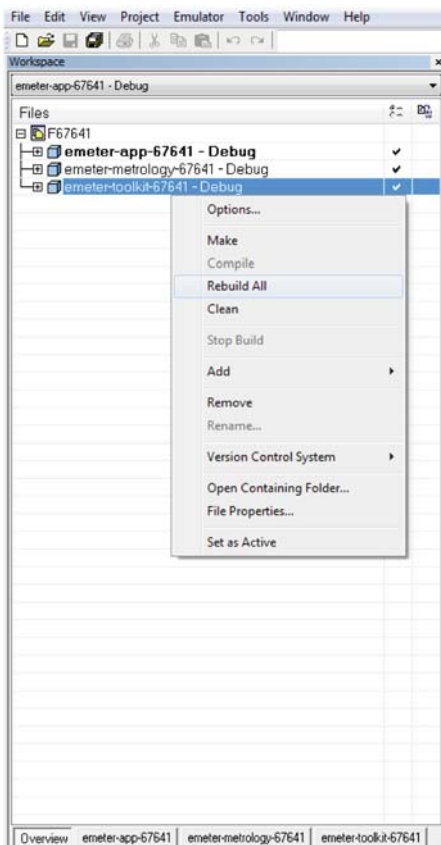 File Edit View Project Emulator Tools Window Help
Workspace
emeter-app-67641 - Debug
Files
F67641
emeter-app-67641 - Debug
emeter-metrology-67641 - Debug
emeter-toolkit-67641 - Debug
Options...
Make
Compile
Rebuild All
Clean
Stop Build
Add
Remove
Rename...
Version Control System
Open Containing Folder...
File Properties...
Set as Active
Overview emeter-app-67641 emeter-metrology-67641 emeter-toolkit-67641